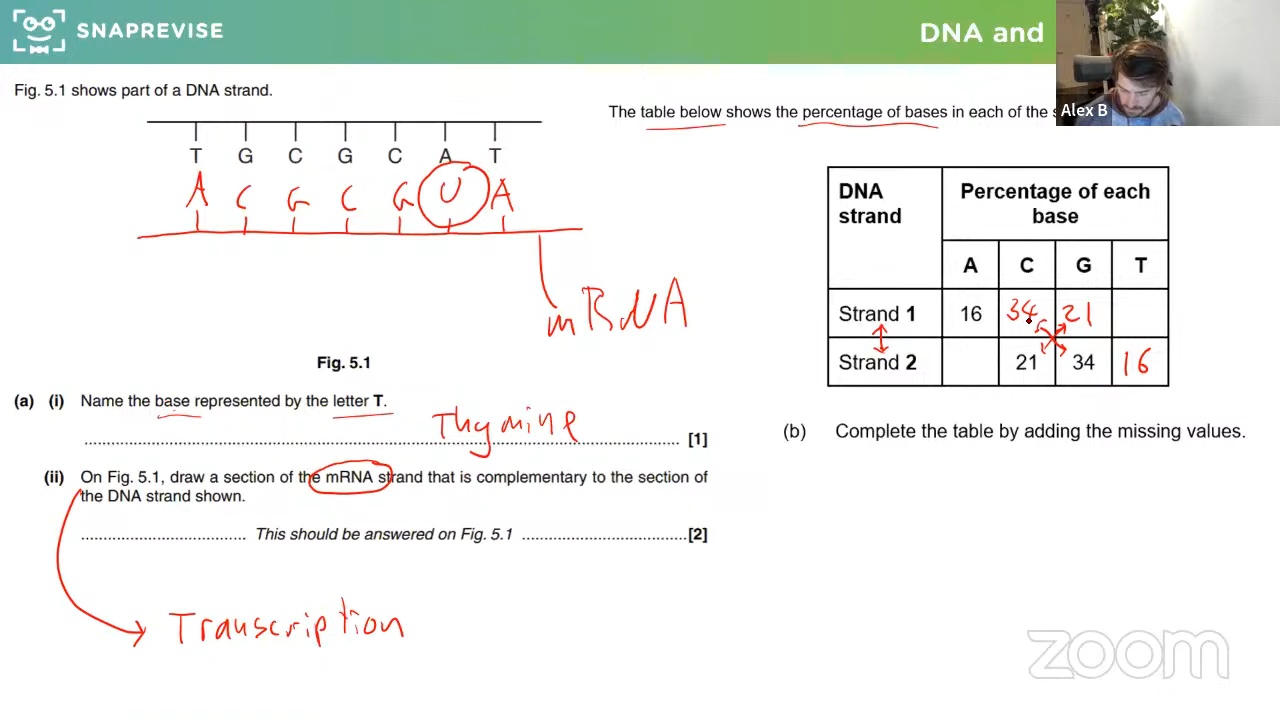 SNAPREVISE
DNA and
Alex B
Fig. 5.1 shows part of a DNA strand.
T G C G C A T
A C G C G U A
mRNA
Fig. 5.1
(a) (i) Name the base represented by the letter T.
Thymine
[1]
(ii) On Fig. 5.1, draw a section of the mRNA strand that is complementary to the section of
the DNA strand shown.
This should be answered on Fig. 5.1 [2]
Transcription
The table below shows the percentage of bases in each of the
DNA strand Percentage of each base
A C G T
Strand 1 16 34 21
Strand 2 21 34 16
(b) Complete the table by adding the missing values.
zoom